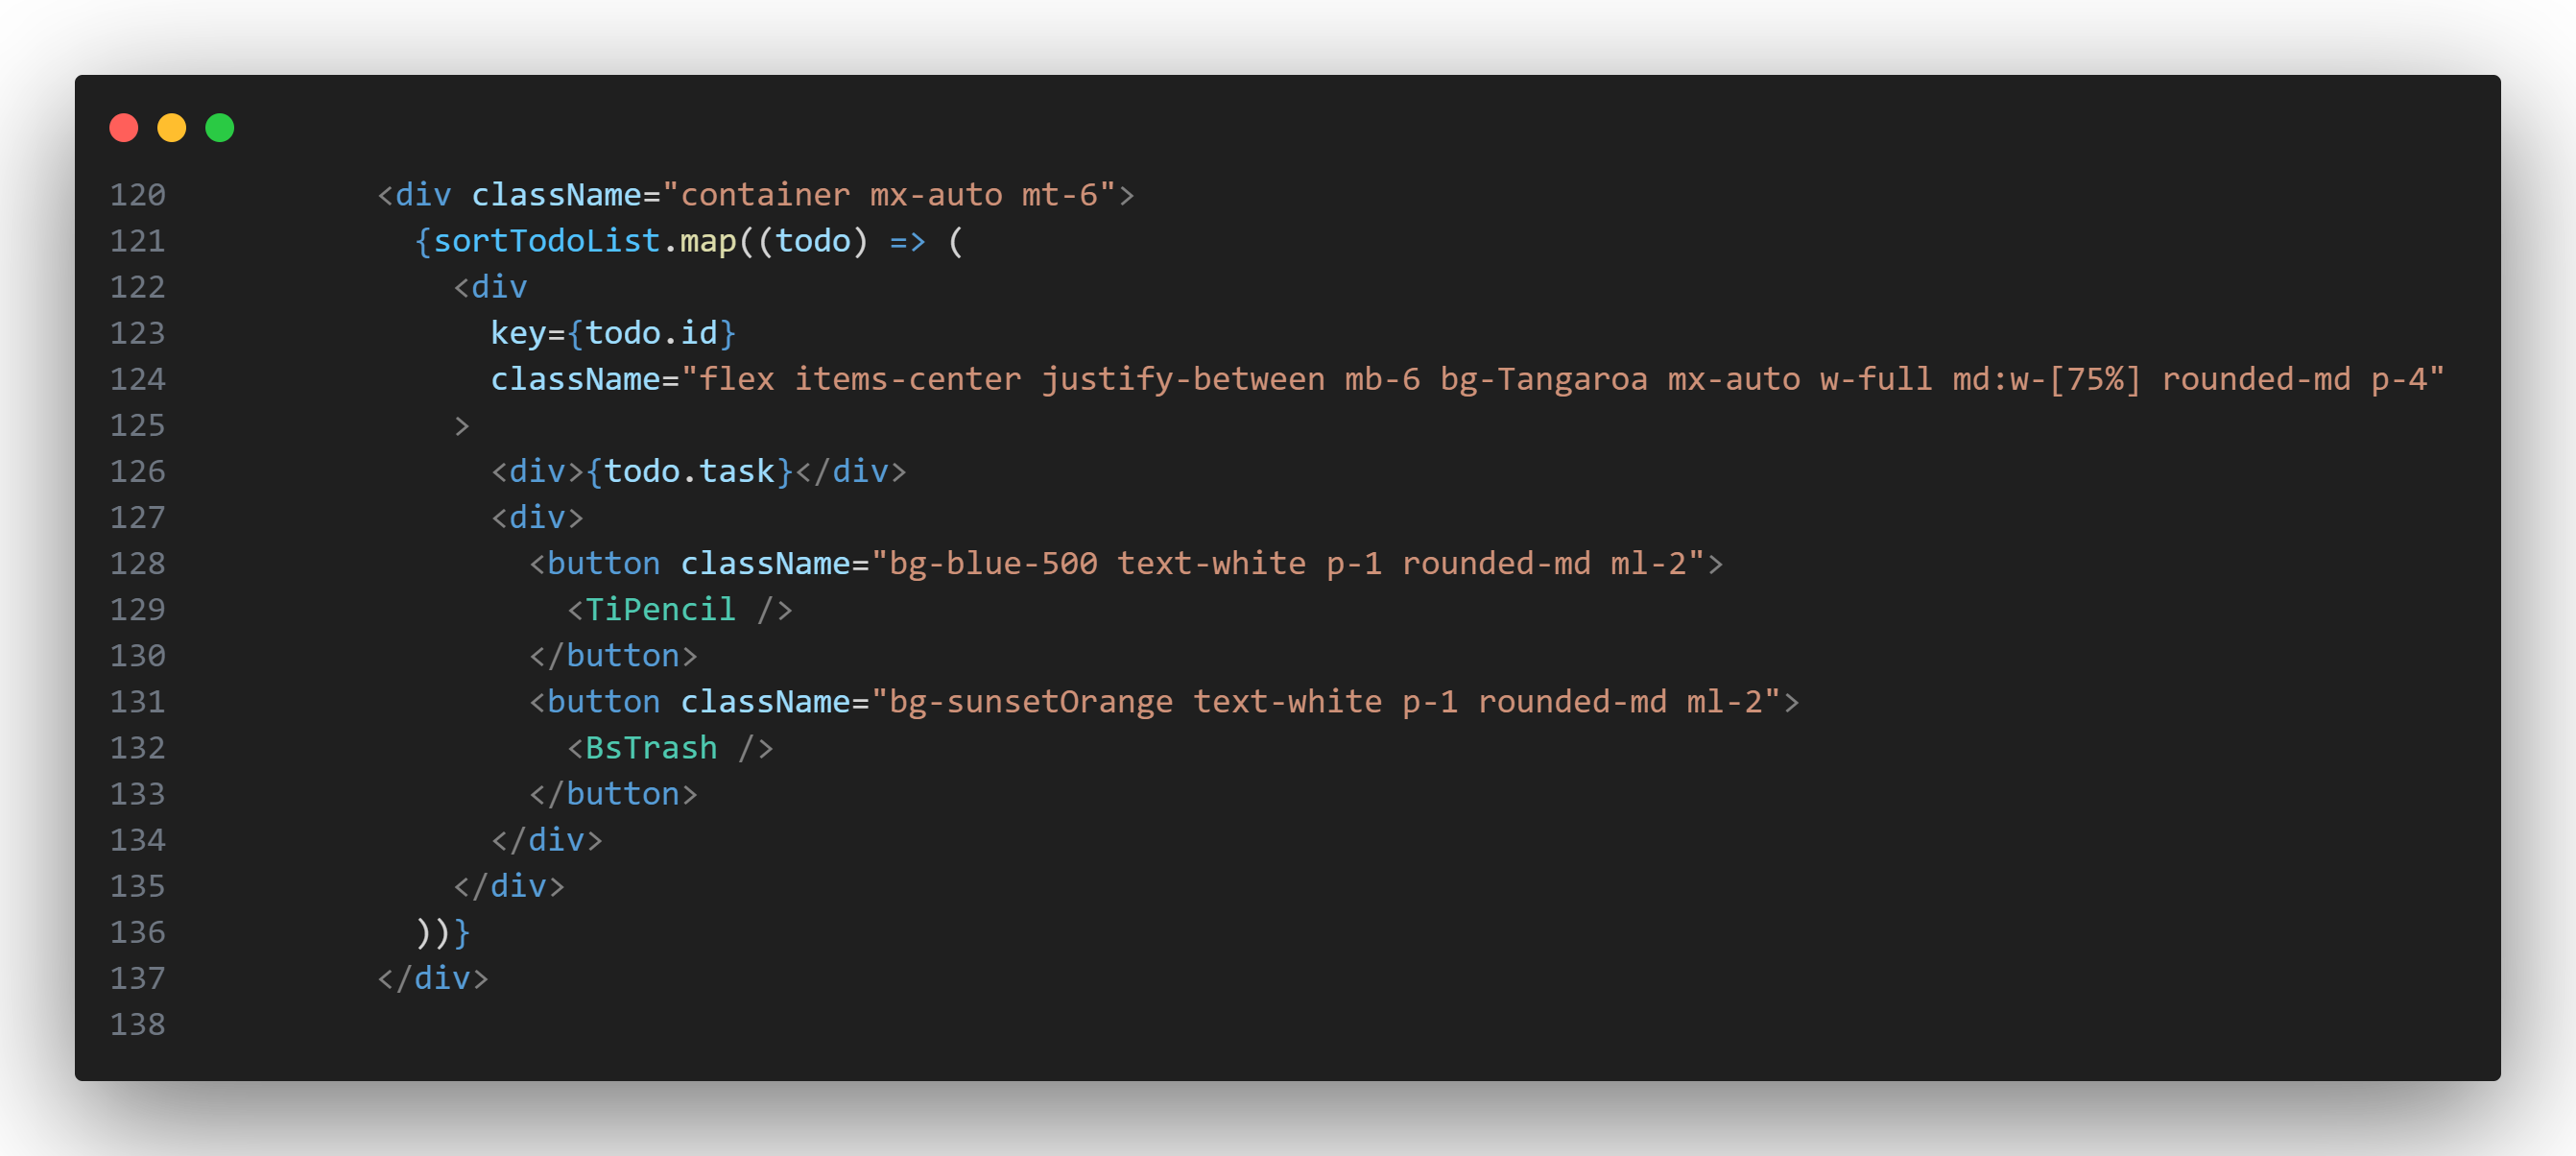 120 <div className="container mx-auto mt-6">
121 {sortTodoList.map((todo) => (
122 <div
123 key={todo.id}
124 className="flex items-center justify-between mb-6 bg-Tangaroa mx-auto w-full md:w-[75%] rounded-md p-4"
125 >
126 <div>{todo.task}</div>
127 <div>
128 <button className="bg-blue-500 text-white p-1 rounded-md ml-2">
129 <TiPencil />
130 </button>
131 <button className="bg-sunsetOrange text-white p-1 rounded-md ml-2">
132 <BsTrash />
133 </button>
134 </div>
135 </div>
136 ))}
137 </div>
138